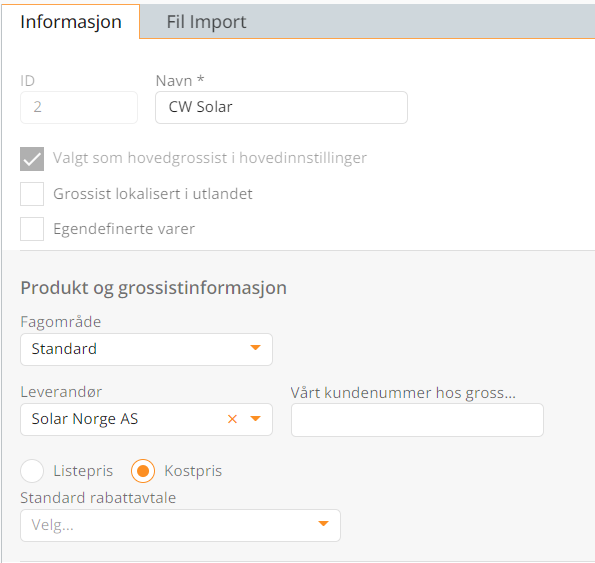 Informasjon Fil Import
ID Navn *
2 CW Solar
Valgt som hovedgrossist i hovedinnstillinger
Grossist lokalisert i utlandet
Egendefinerte varer
Produkt og grossistinformasjon
Fagområde
Standard
Leverandør Vårt kundenummer hos gross...
Solar Norge AS
Listepris Kostpris
Standard rabattavtale
Velg...